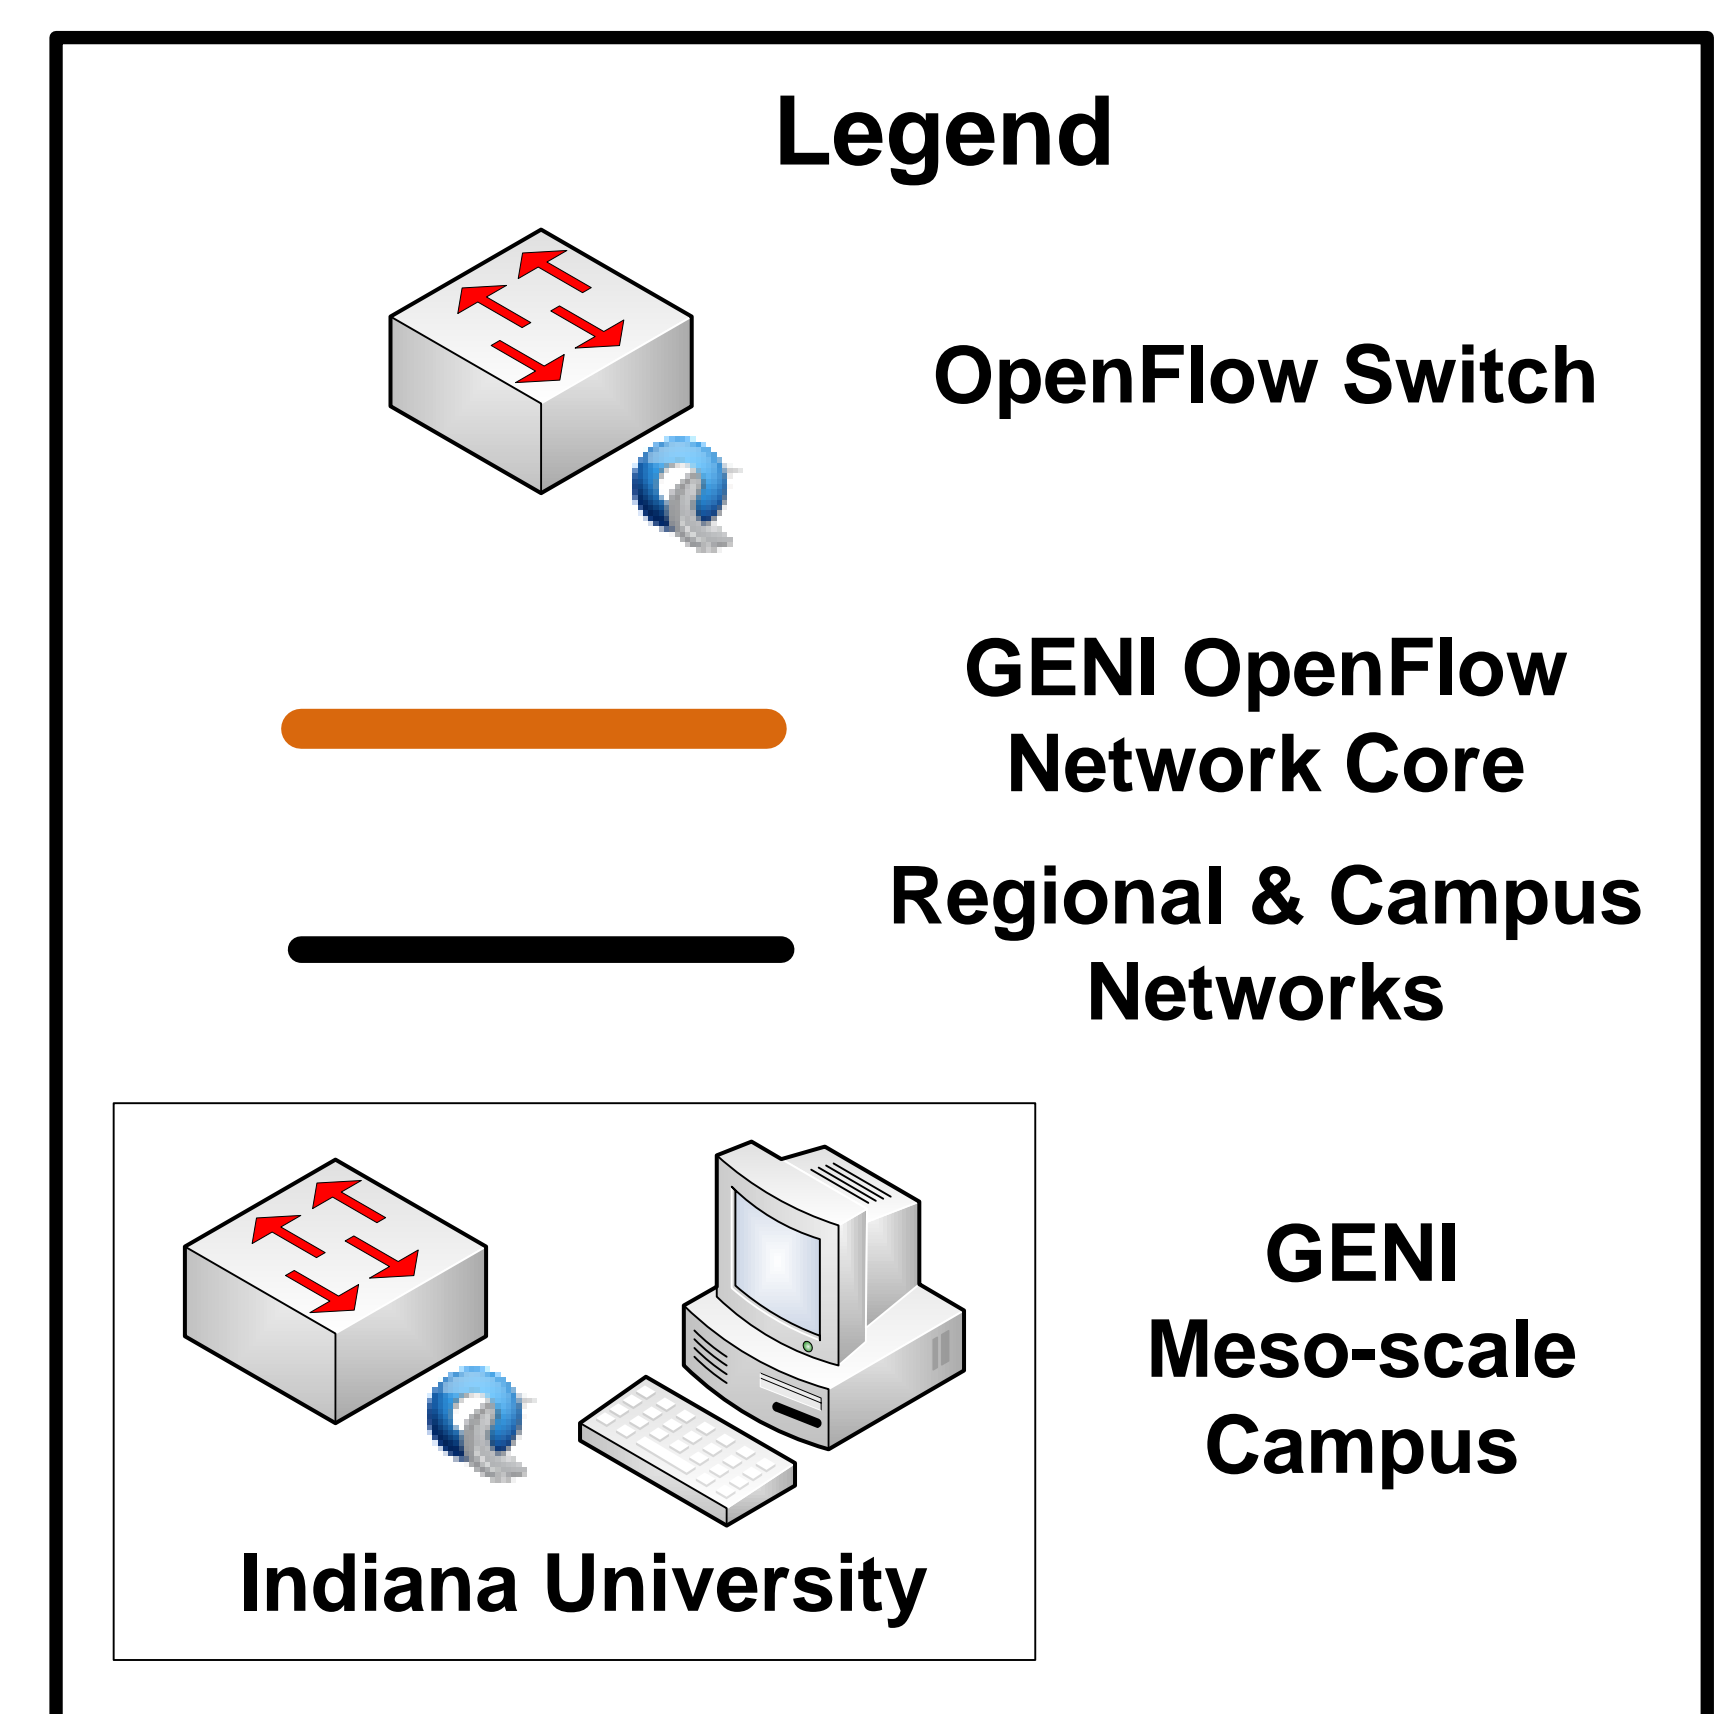 Legend
OpenFlow Switch
GENI OpenFlow
Network Core
Regional & Campus
Networks
GENI
Meso-scale
Campus
Indiana University